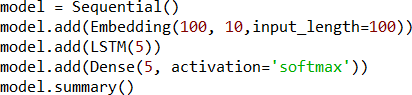 model = Sequential()
model.add(Embedding(100, 10,input_length=100))
model.add(LSTM(5))
model.add(Dense(5, activation='softmax'))
model.summary()